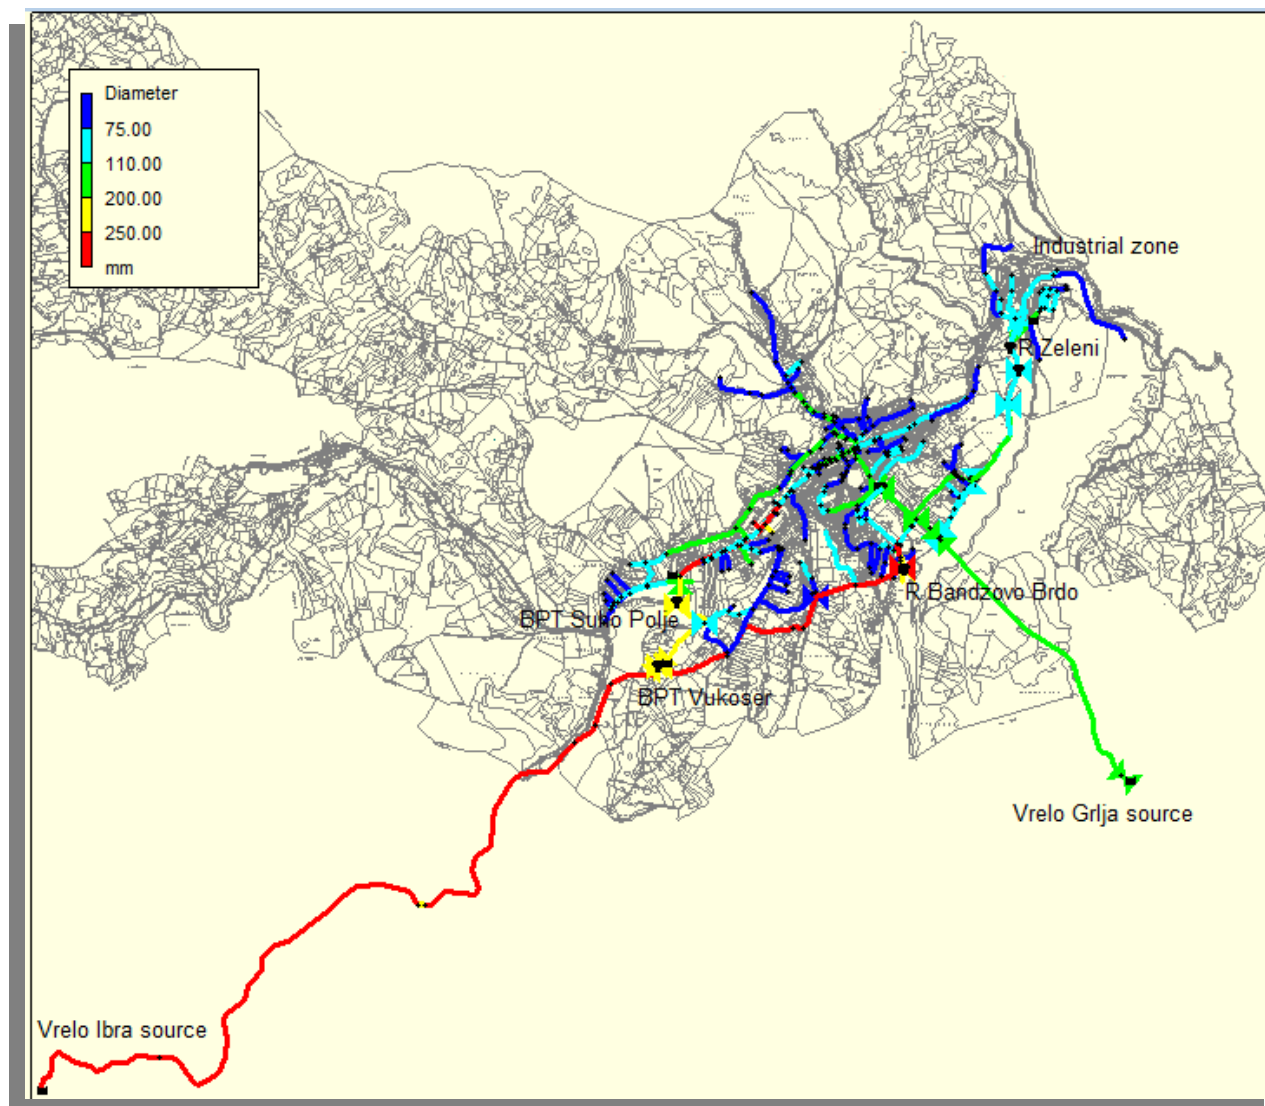 Diameter
75.00
110.00
200.00
250.00
mm
Industrial zone
R Zeleni
R Bandzovo Brdo
BPT Suho Polje
BPT Vukoser
Vrelo Grlja source
Vrelo Ibra source